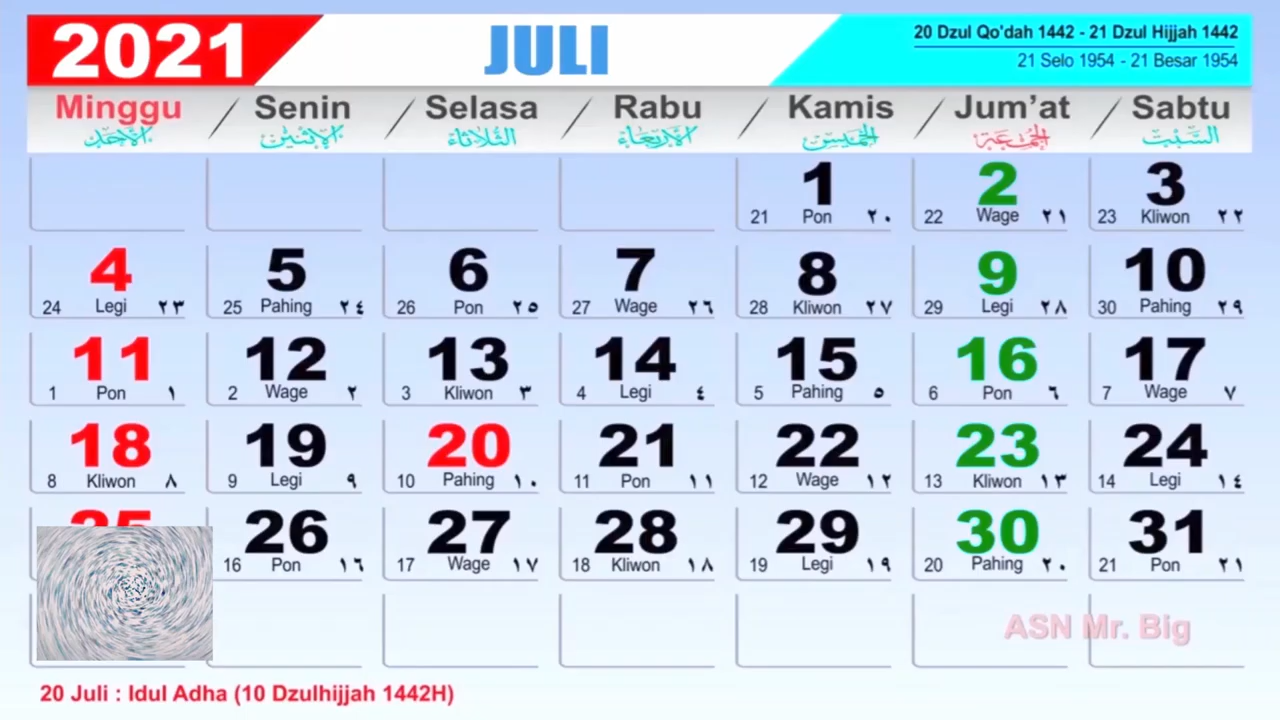 2021
JULI
20 Dzul Qo'dah 1442 - 21 Dzul Hijjah 1442
21 Selo 1954 - 21 Besar 1954
Minggu / Senin / Selasa / Rabu / Kamis / Jum'at / Sabtu
الأحد الإثنين الثلاثاء الأربعاء الخميس الجمعة السبت
1 2 3
21 Pon ٢٠ 22 Wage ٢١ 23 Kliwon ٢٢
4 5 6 7 8 9 10
24 Legi ٢٣ 25 Pahing ٢٤ 26 Pon ٢٥ 27 Wage ٢٦ 28 Kliwon ٢٧ 29 Legi ٢٨ 30 Pahing ٢٩
11 12 13 14 15 16 17
1 Pon ١ 2 Wage ٢ 3 Kliwon ٣ 4 Legi ٤ 5 Pahing ٥ 6 Pon ٦ 7 Wage ٧
18 19 20 21 22 23 24
8 Kliwon ٨ 9 Legi ٩ 10 Pahing ١٠ 11 Pon ١١ 12 Wage ١٢ 13 Kliwon ١٣ 14 Legi ١٤
25 26 27 28 29 30 31
16 Pon ١٦ 17 Wage ١٧ 18 Kliwon ١٨ 19 Legi ١٩ 20 Pahing ٢٠ 21 Pon ٢١
ASN Mr. Big
20 Juli : Idul Adha (10 Dzulhijjah 1442H)